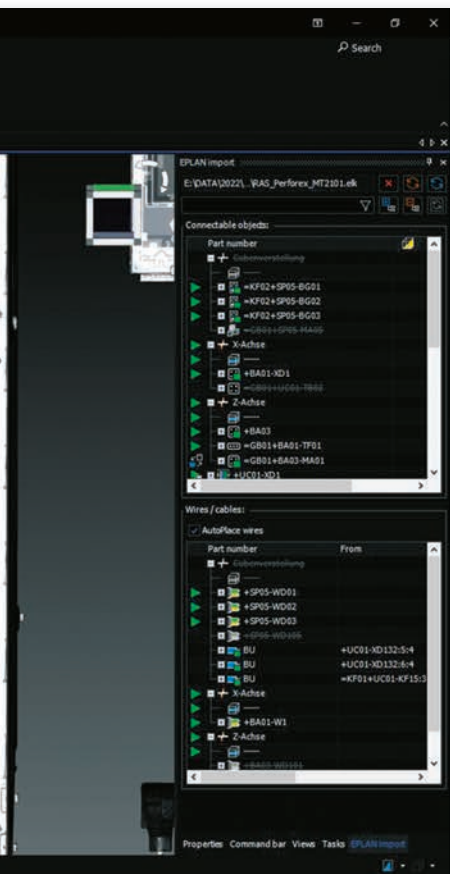 Search
EPLAN import
E:\DATA\2022\...\RAS_Perforex_MT2101.elk
Connectable objects:
Part number
Cübenverstellung
----
=KF02+SP05-BG01
=KF02+SP05-BG02
=KF02+SP05-BG03
=GB01+SP05-MA05
X-Achse
----
+BA01-XD1
=GB01+UC01-TB02
Z-Achse
----
+BA03
=GB01+BA01-TF01
=GB01+BA03-MA01
+UC01-XD1
Wires / cables:
AutoPlace wires
Part number From
Cübenverstellung
----
+SP05-WD01
+SP05-WD02
+SP05-WD03
+SP05-WD105
BU +UC01-XD132:5:4
BU +UC01-XD132:6:4
BU =KF01+UC01-KF15:3
X-Achse
----
+BA01-W1
Z-Achse
----
+BA03-WD101
Properties Command bar Views Tasks EPLAN import